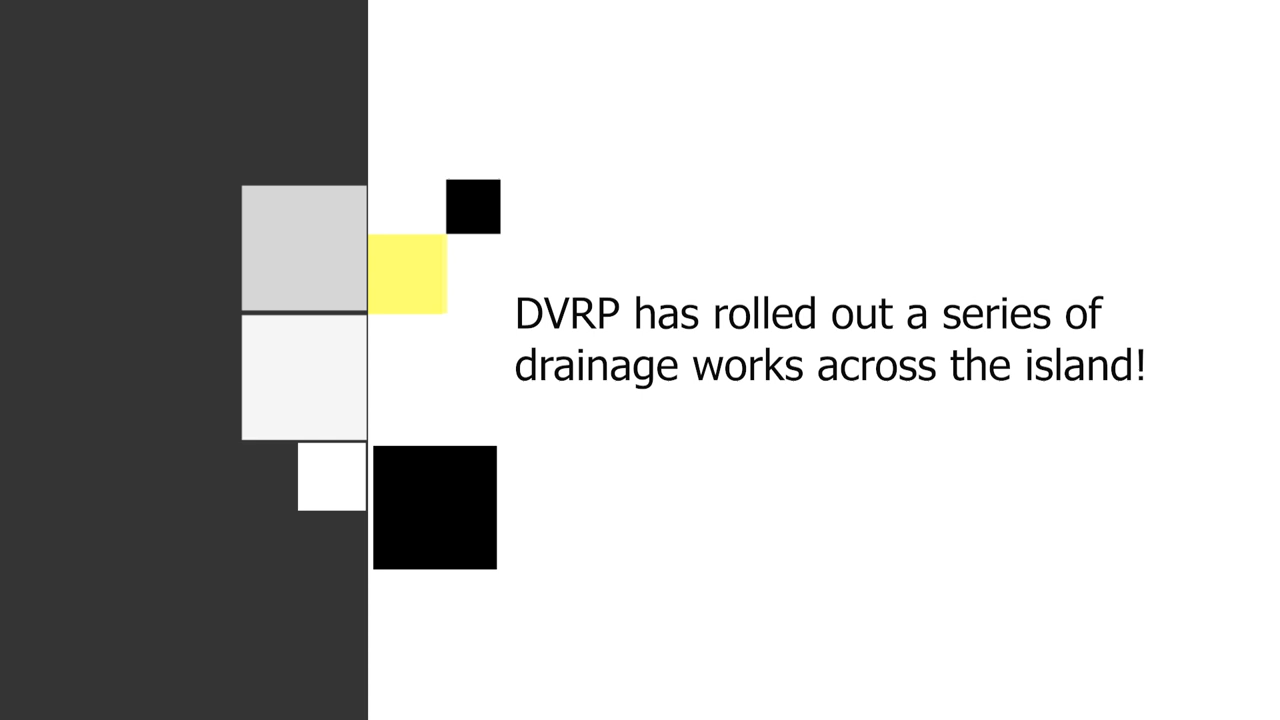 DVRP has rolled out a series of
drainage works across the island!